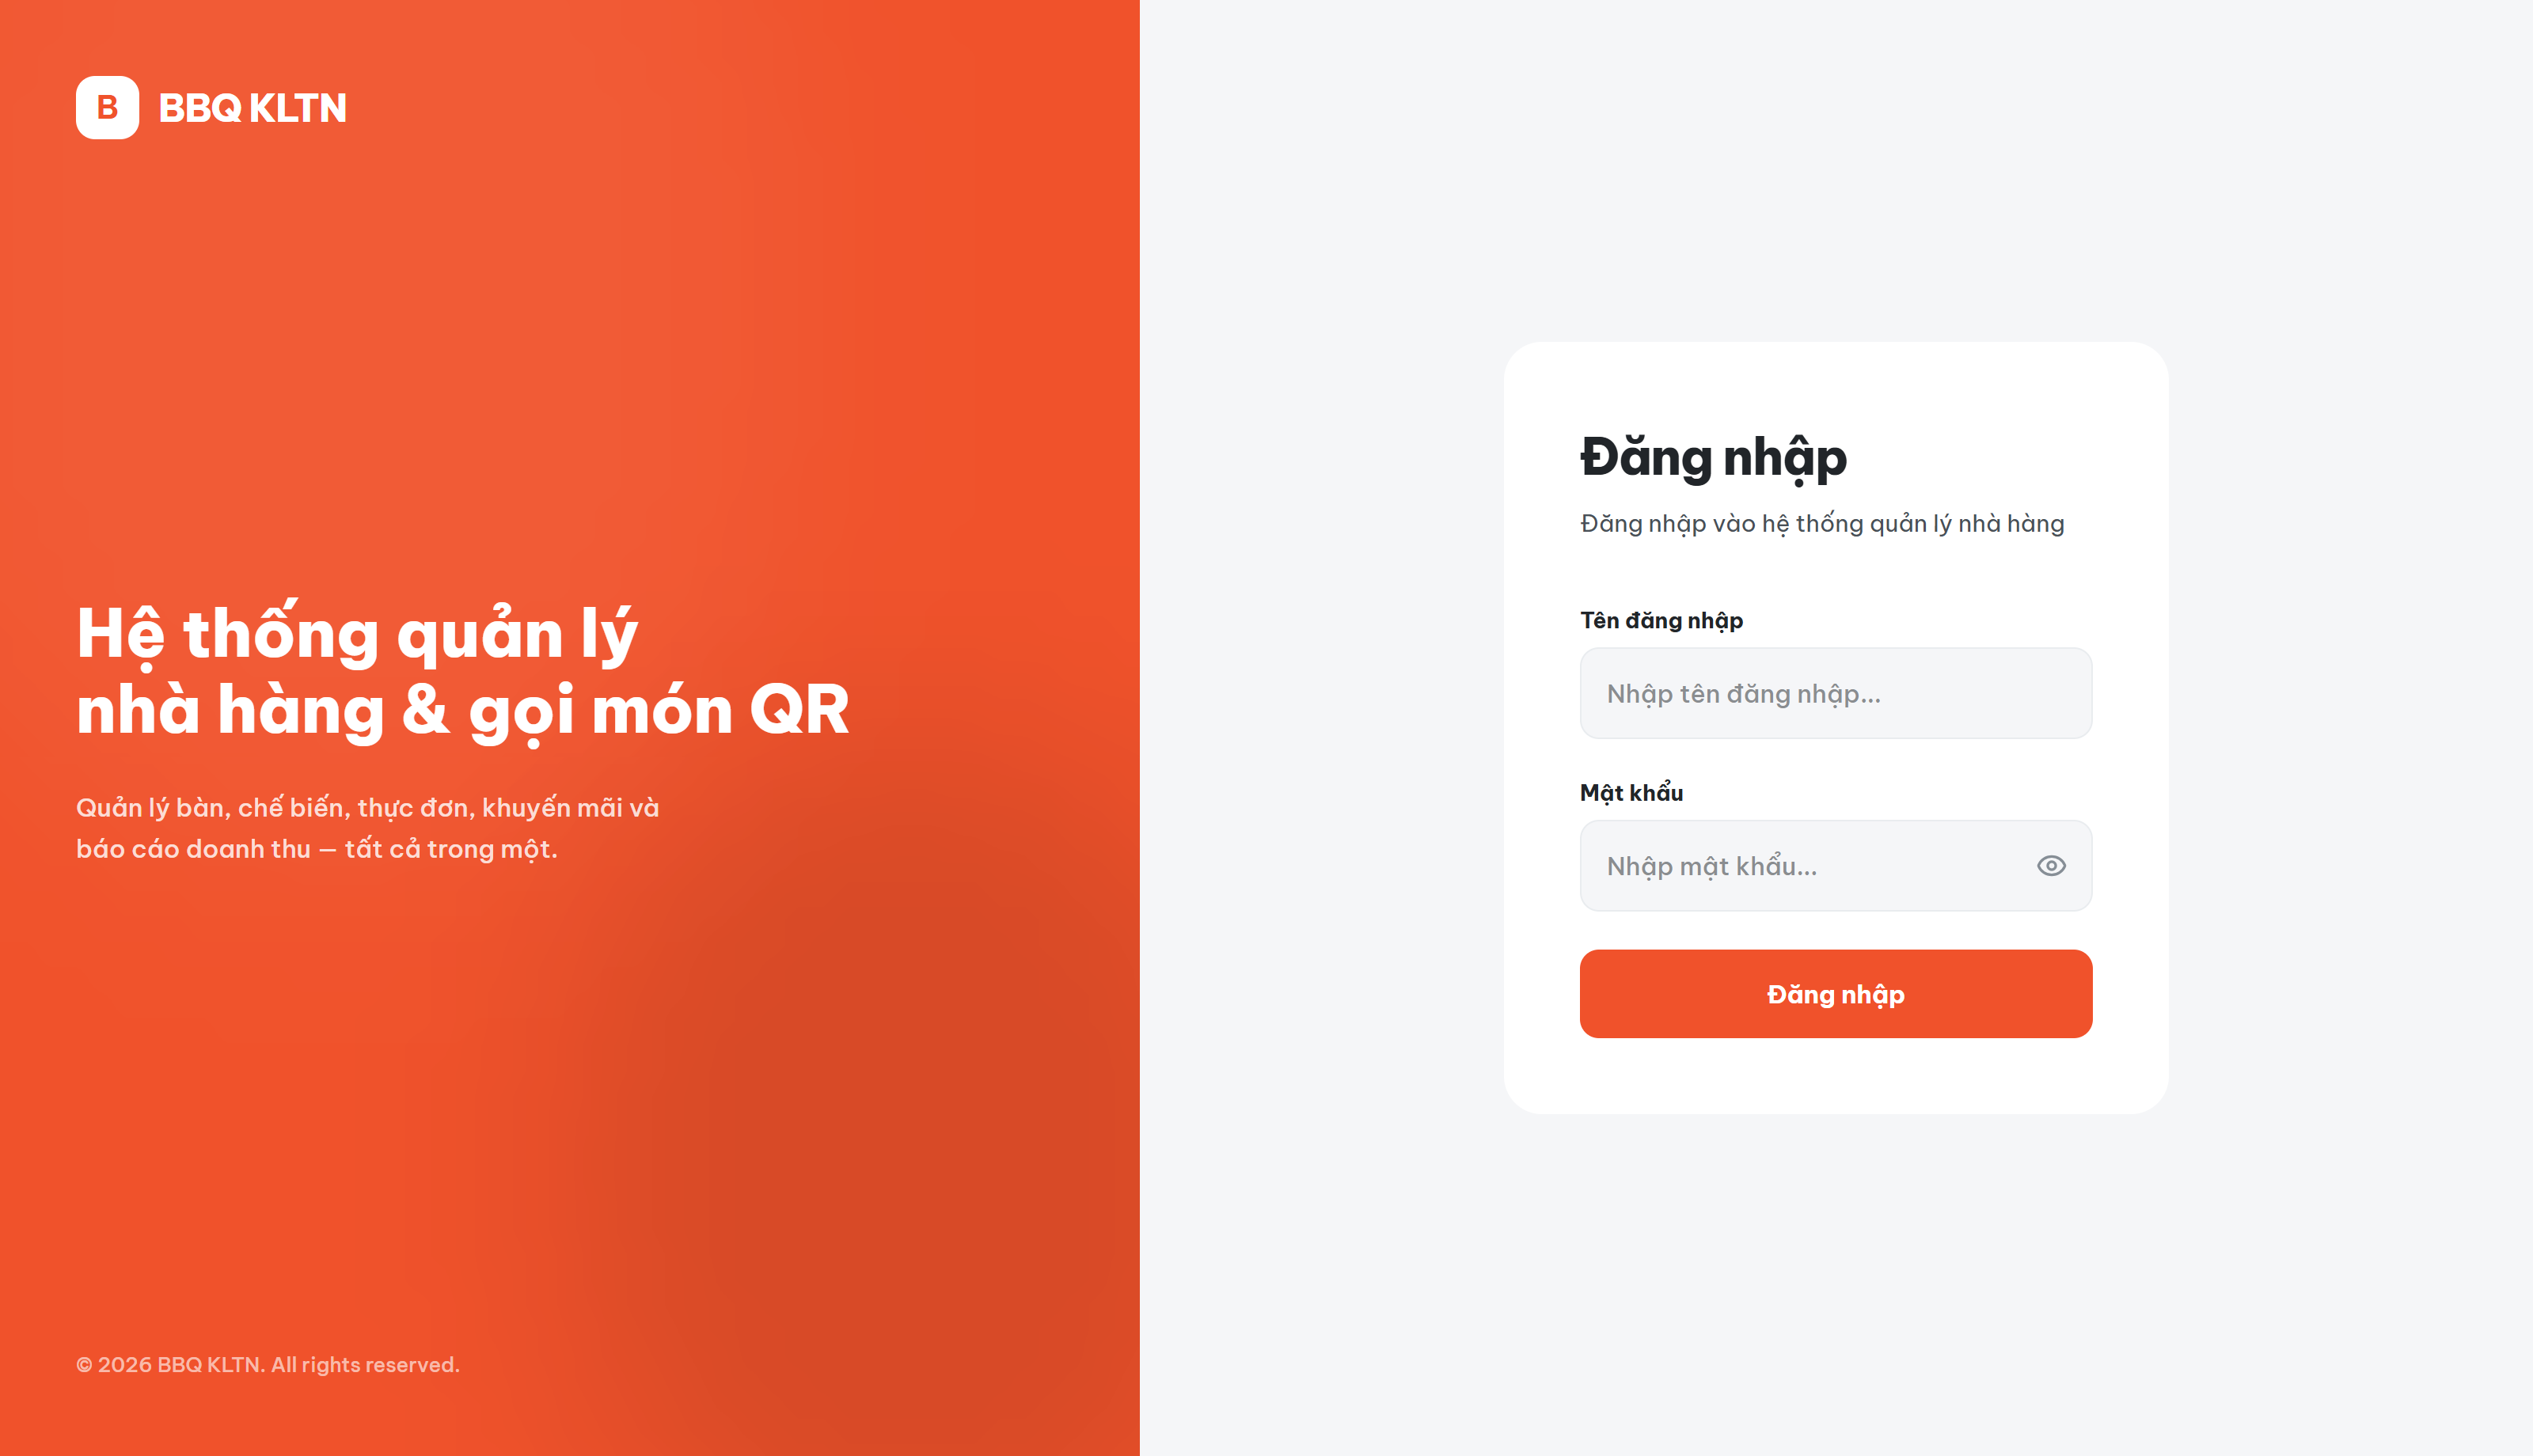 B
BBQ KLTN
Hệ thống quản lý
nhà hàng & gọi món QR
Quản lý bàn, chế biến, thực đơn, khuyến mãi và
báo cáo doanh thu — tất cả trong một.
© 2026 BBQ KLTN. All rights reserved.
Đăng nhập
Đăng nhập vào hệ thống quản lý nhà hàng
Tên đăng nhập
Nhập tên đăng nhập...
Mật khẩu
Nhập mật khẩu...
Đăng nhập